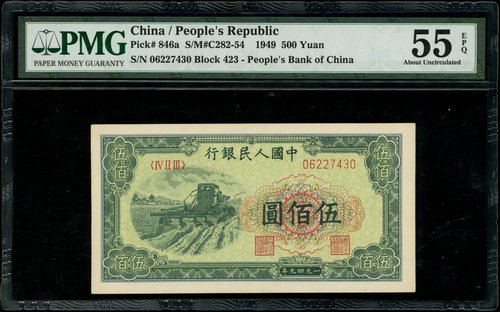 PMG
PAPER MONEY GUARANTY
China / People's Republic
Pick# 846a S/M#C282-54 1949 500 Yuan
S/N 06227430 Block 423 - People's Bank of China
55 EPQ
About Uncirculated
伍佰
行銀民人國中
伍佰
〈IV II III〉
06227430
圓佰伍
年九四九一
佰伍
佰伍